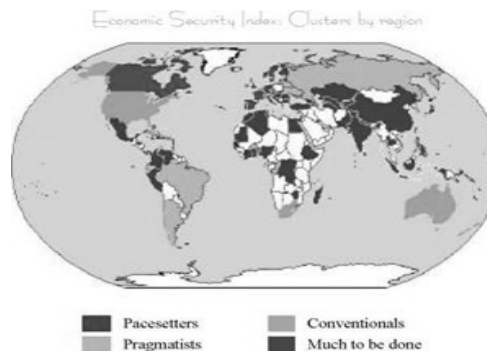 Economic Security Index: Clusters by region
Pacesetters
Conventionals
Pragmatists
Much to be done